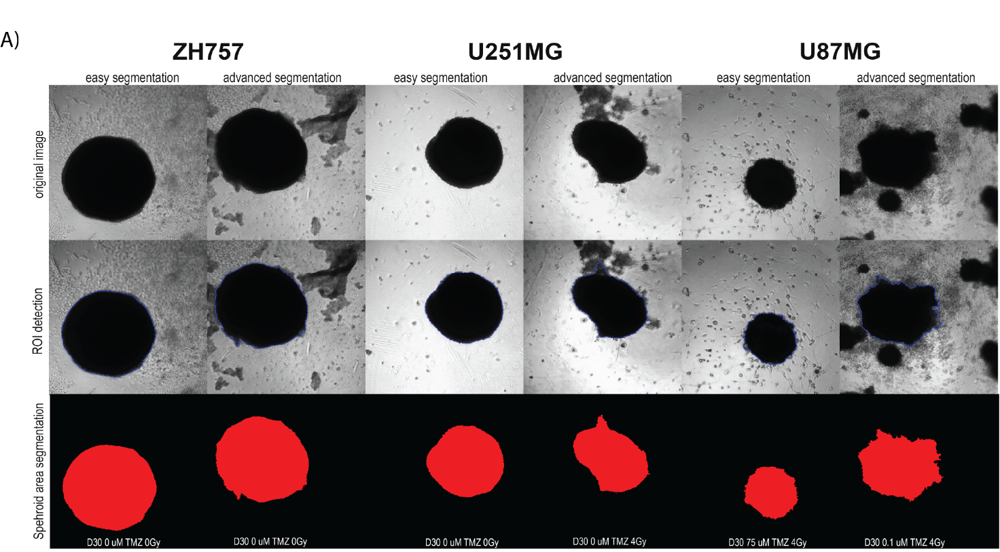 A)
ZH757 U251MG U87MG
easy segmentation advanced segmentation easy segmentation advanced segmentation easy segmentation advanced segmentation
original image
ROI detection
Spehroid area segmentation
D30 0 uM TMZ 0Gy D30 0 uM TMZ 0Gy D30 0 uM TMZ 0Gy D30 0 uM TMZ 4Gy D30 75 uM TMZ 4Gy D30 0.1 uM TMZ 4Gy